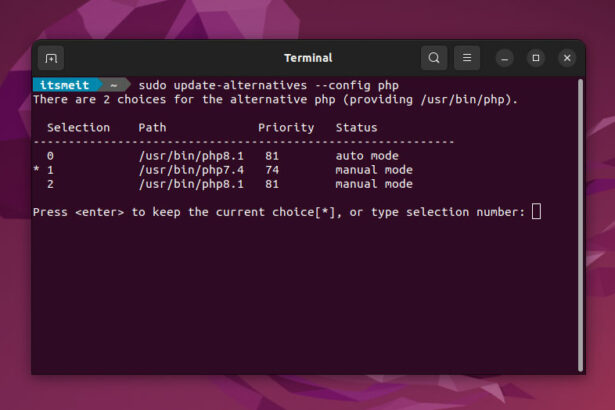 Terminal
itsmeit ~ sudo update-alternatives --config php
There are 2 choices for the alternative php (providing /usr/bin/php).
Selection Path Priority Status
------------------------------------------------------------
0 /usr/bin/php8.1 81 auto mode
* 1 /usr/bin/php7.4 74 manual mode
2 /usr/bin/php8.1 81 manual mode
Press <enter> to keep the current choice[*], or type selection number: